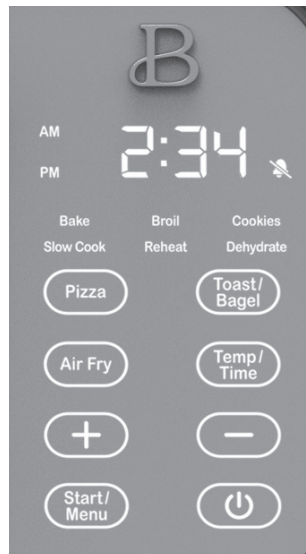 B
AM
2:34
PM
Bake Broil Cookies
Slow Cook Reheat Dehydrate
Pizza
Toast/
Bagel
Air Fry
Temp/
Time
+
−
Start/
Menu